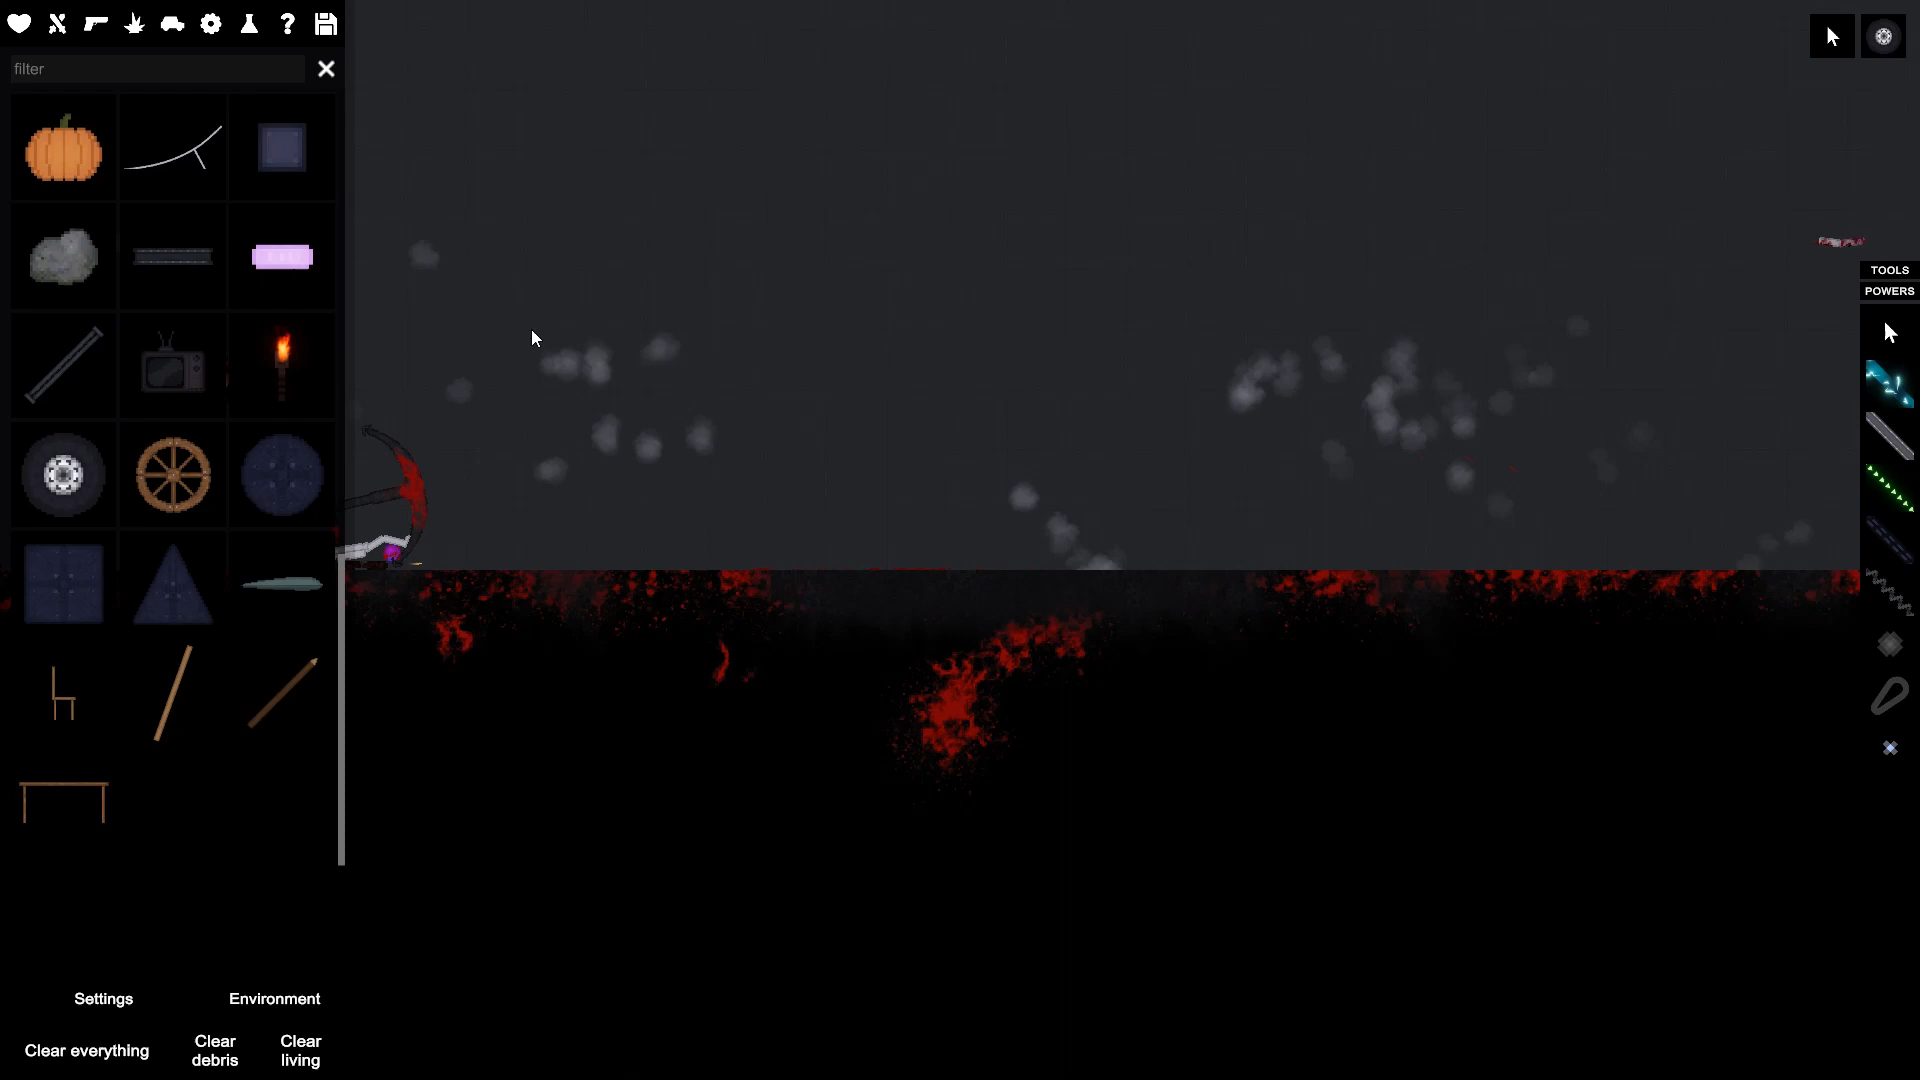 filter
TOOLS
POWERS
Settings
Environment
Clear everything
Clear
debris
Clear
living